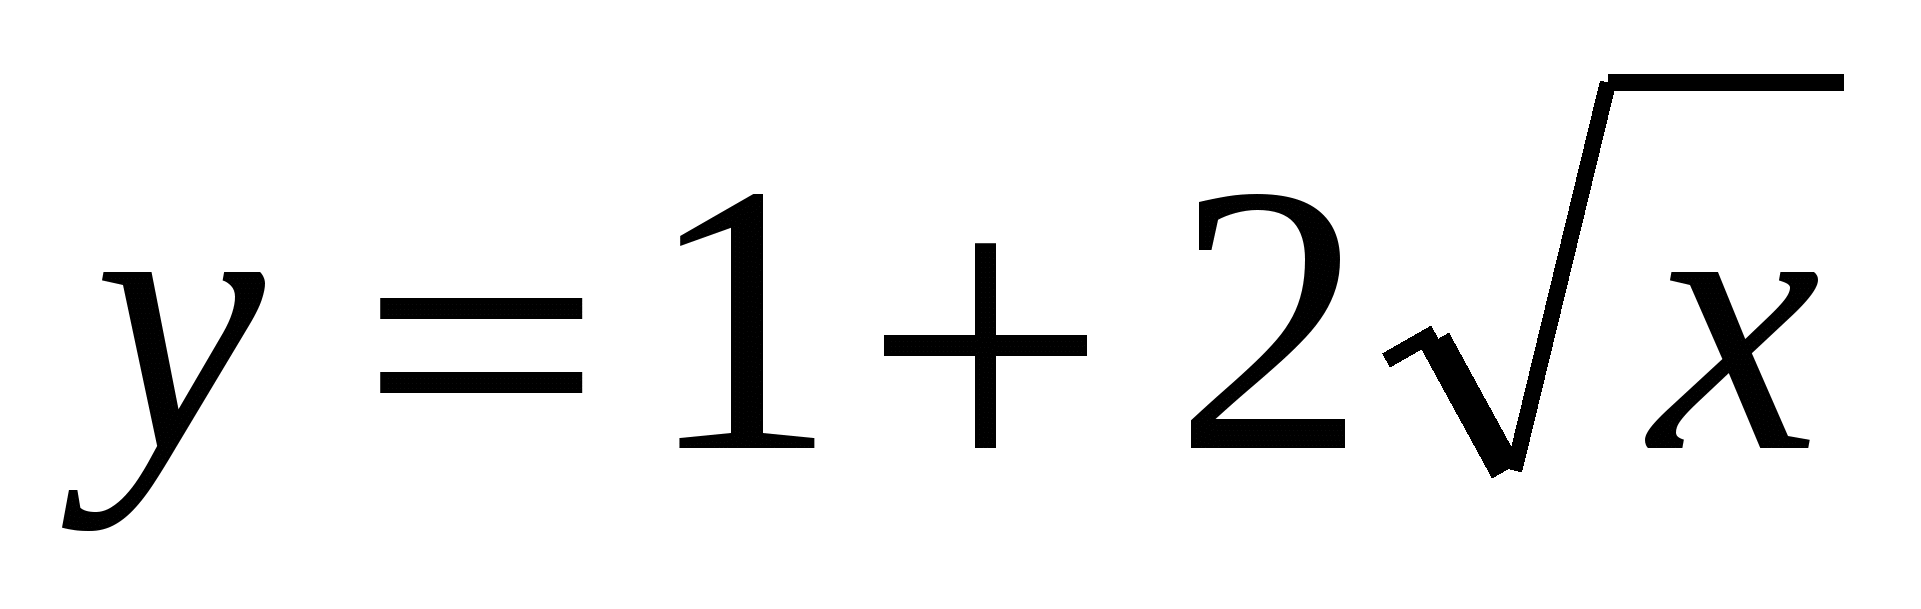 y = 1 + 2√x